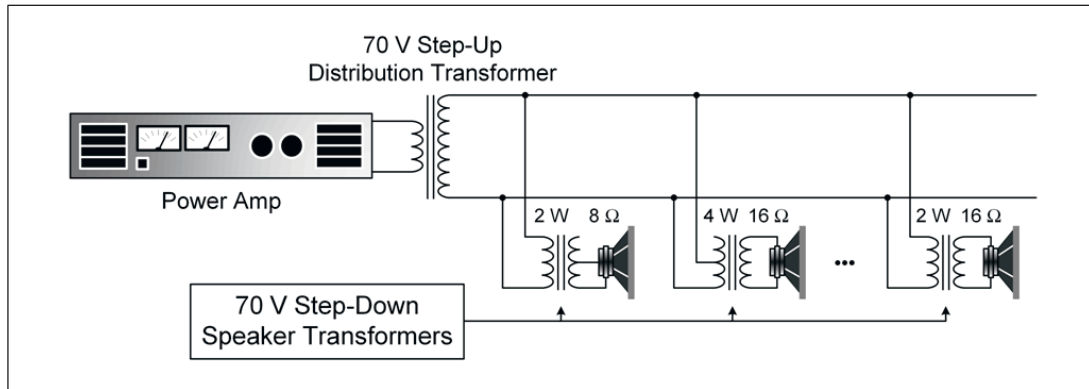 70 V Step-Up
Distribution Transformer
Power Amp
2 W 8 Ω 4 W 16 Ω 2 W 16 Ω
...
70 V Step-Down
Speaker Transformers